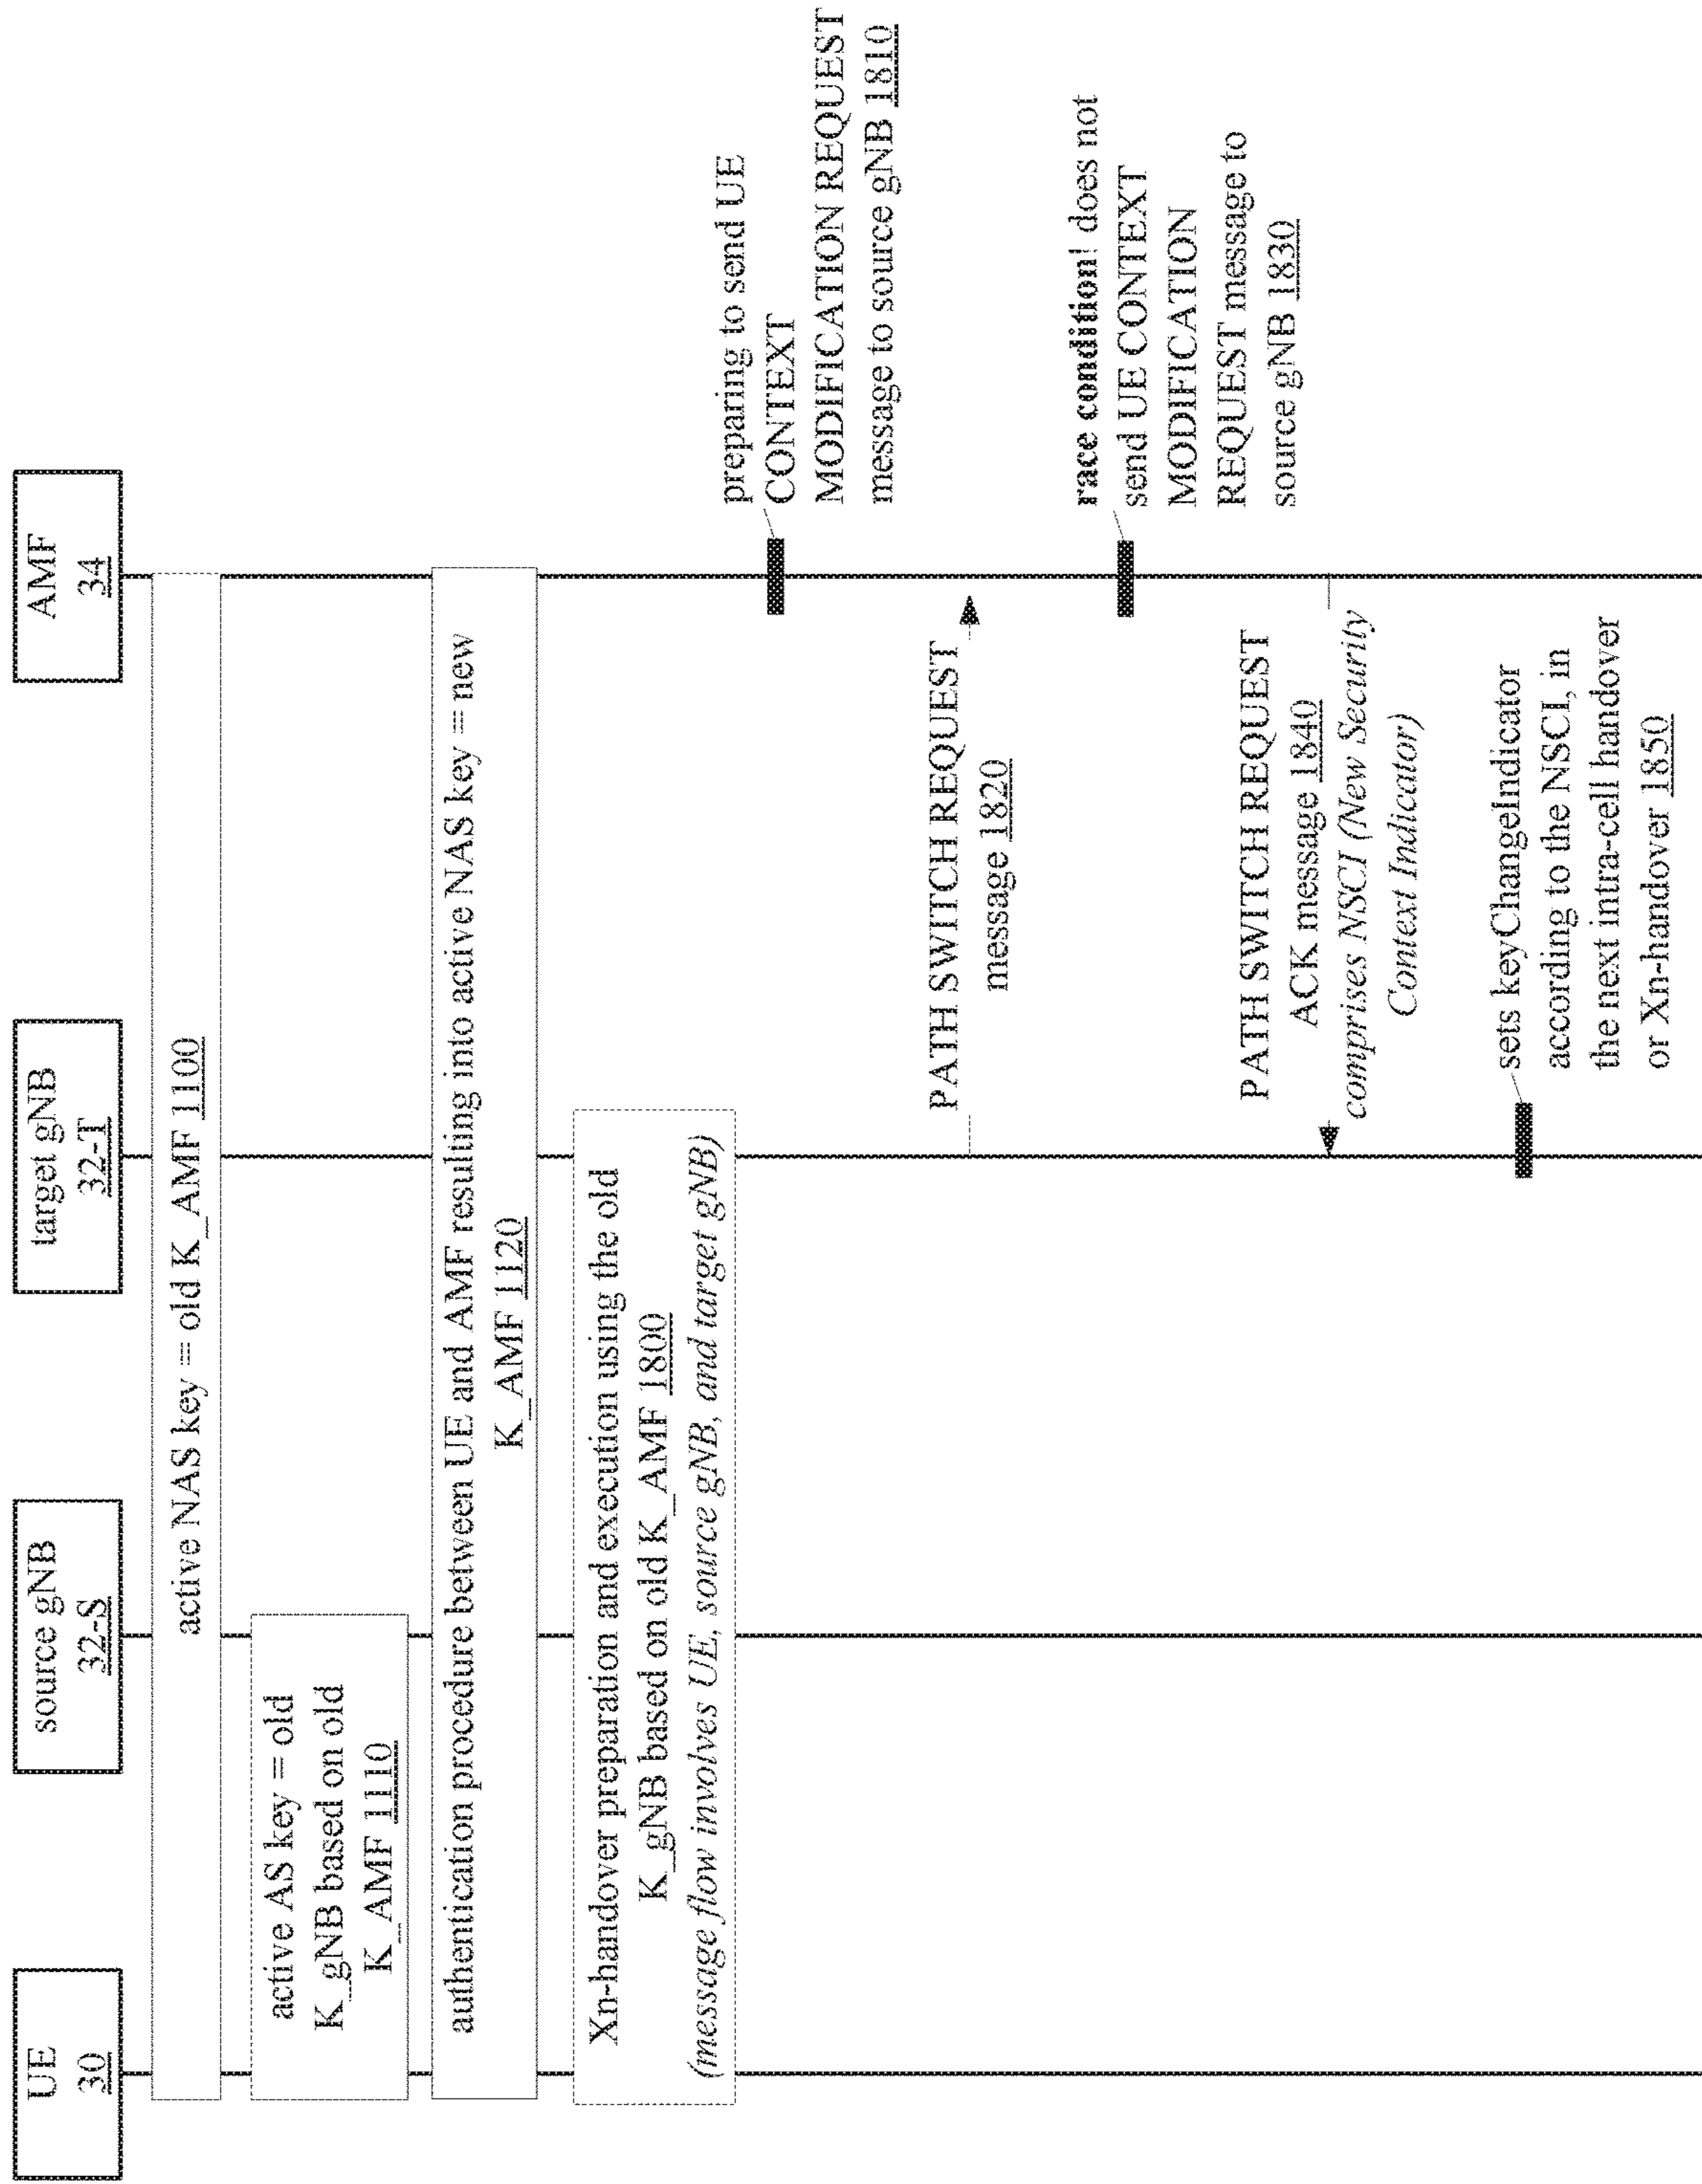 UE
30
source gNB
32-S
target gNB
32-T
AMF
34
active NAS key = old K_AMF 1100
active AS key = old
K_gNB based on old
K_AMF 1110
authentication procedure between UE and AMF resulting into active NAS key = new
K_AMF 1120
Xn-handover preparation and execution using the old
K_gNB based on old K_AMF 1800
(message flow involves UE, source gNB, and target gNB)
preparing to send UE
CONTEXT
MODIFICATION REQUEST
message to source gNB 1810
PATH SWITCH REQUEST
message 1820
race condition! does not
send UE CONTEXT
MODIFICATION
REQUEST message to
source gNB 1830
PATH SWITCH REQUEST
ACK message 1840
comprises NSCI (New Security
Context Indicator)
sets keyChangeIndicator
according to the NSCI, in
the next intra-cell handover
or Xn-handover 1850